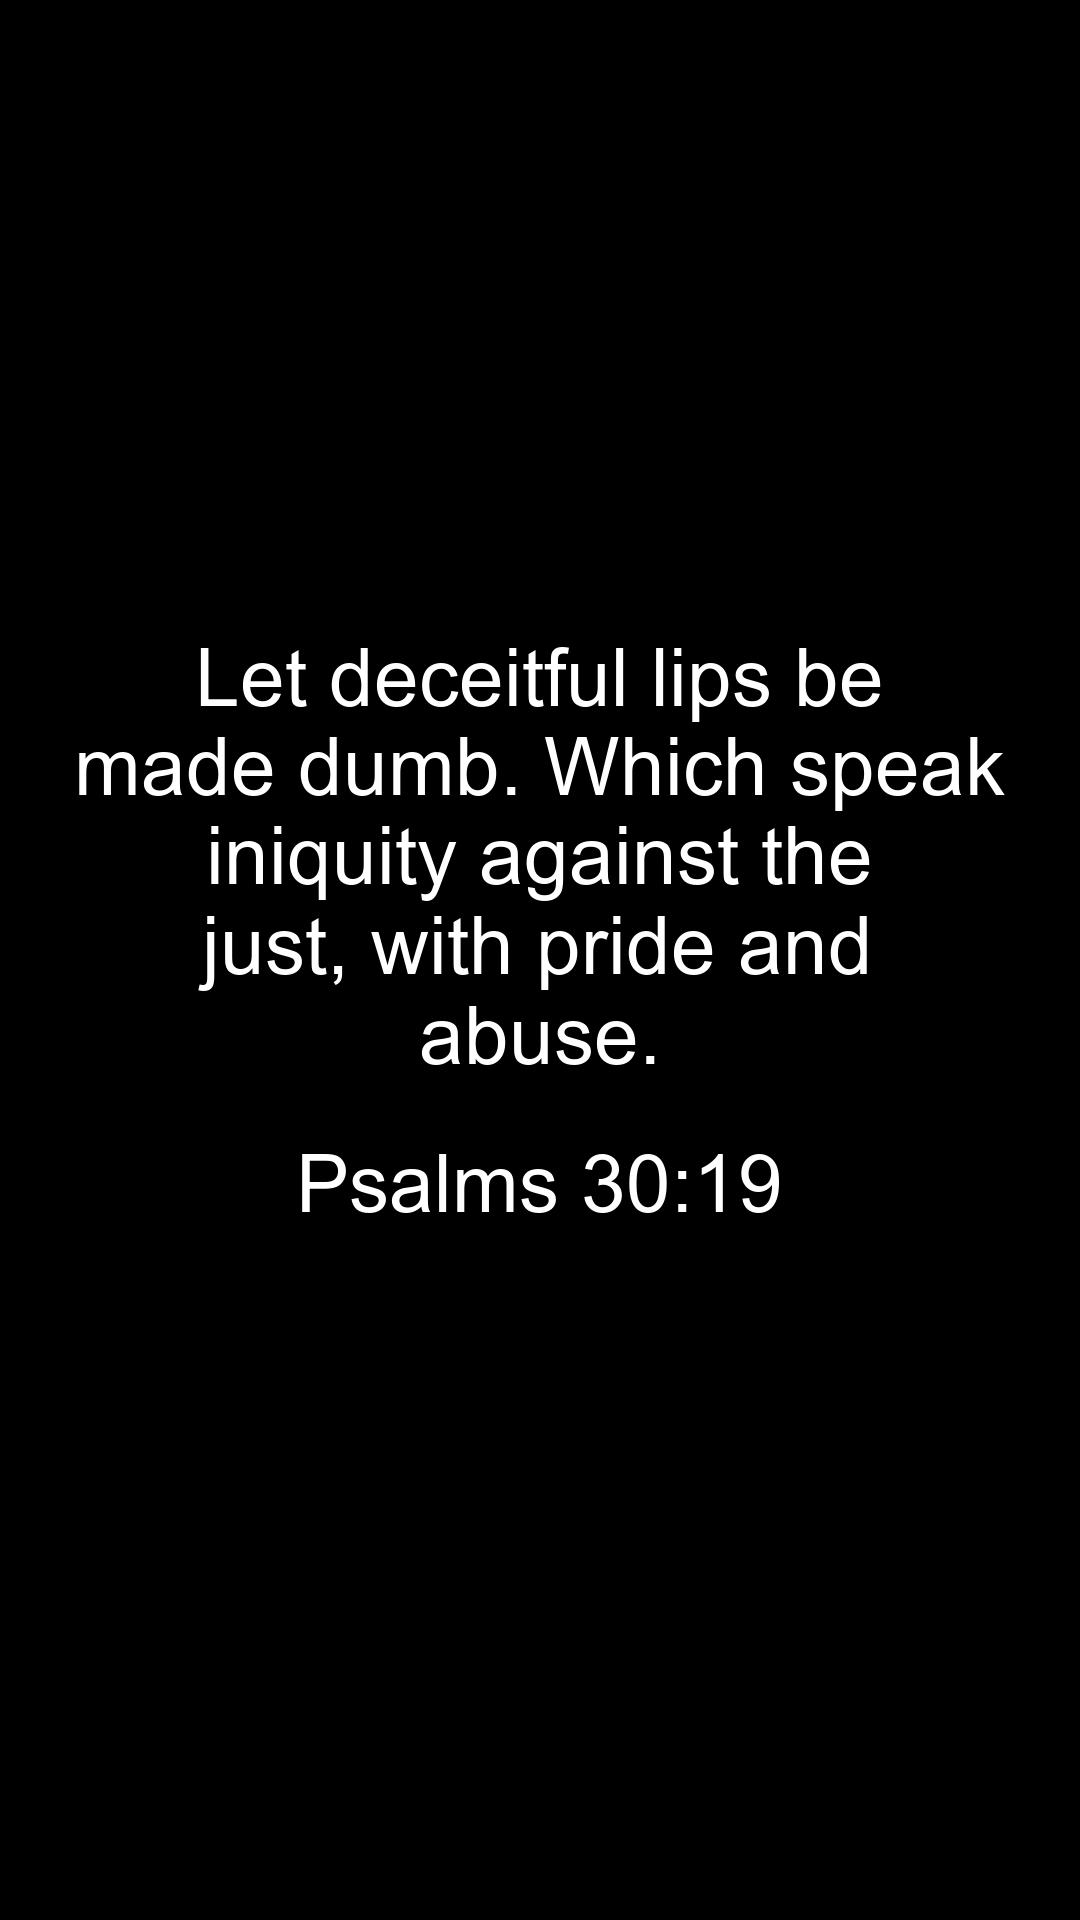 Let deceitful lips be
made dumb. Which speak
iniquity against the
just, with pride and
abuse.
Psalms 30:19